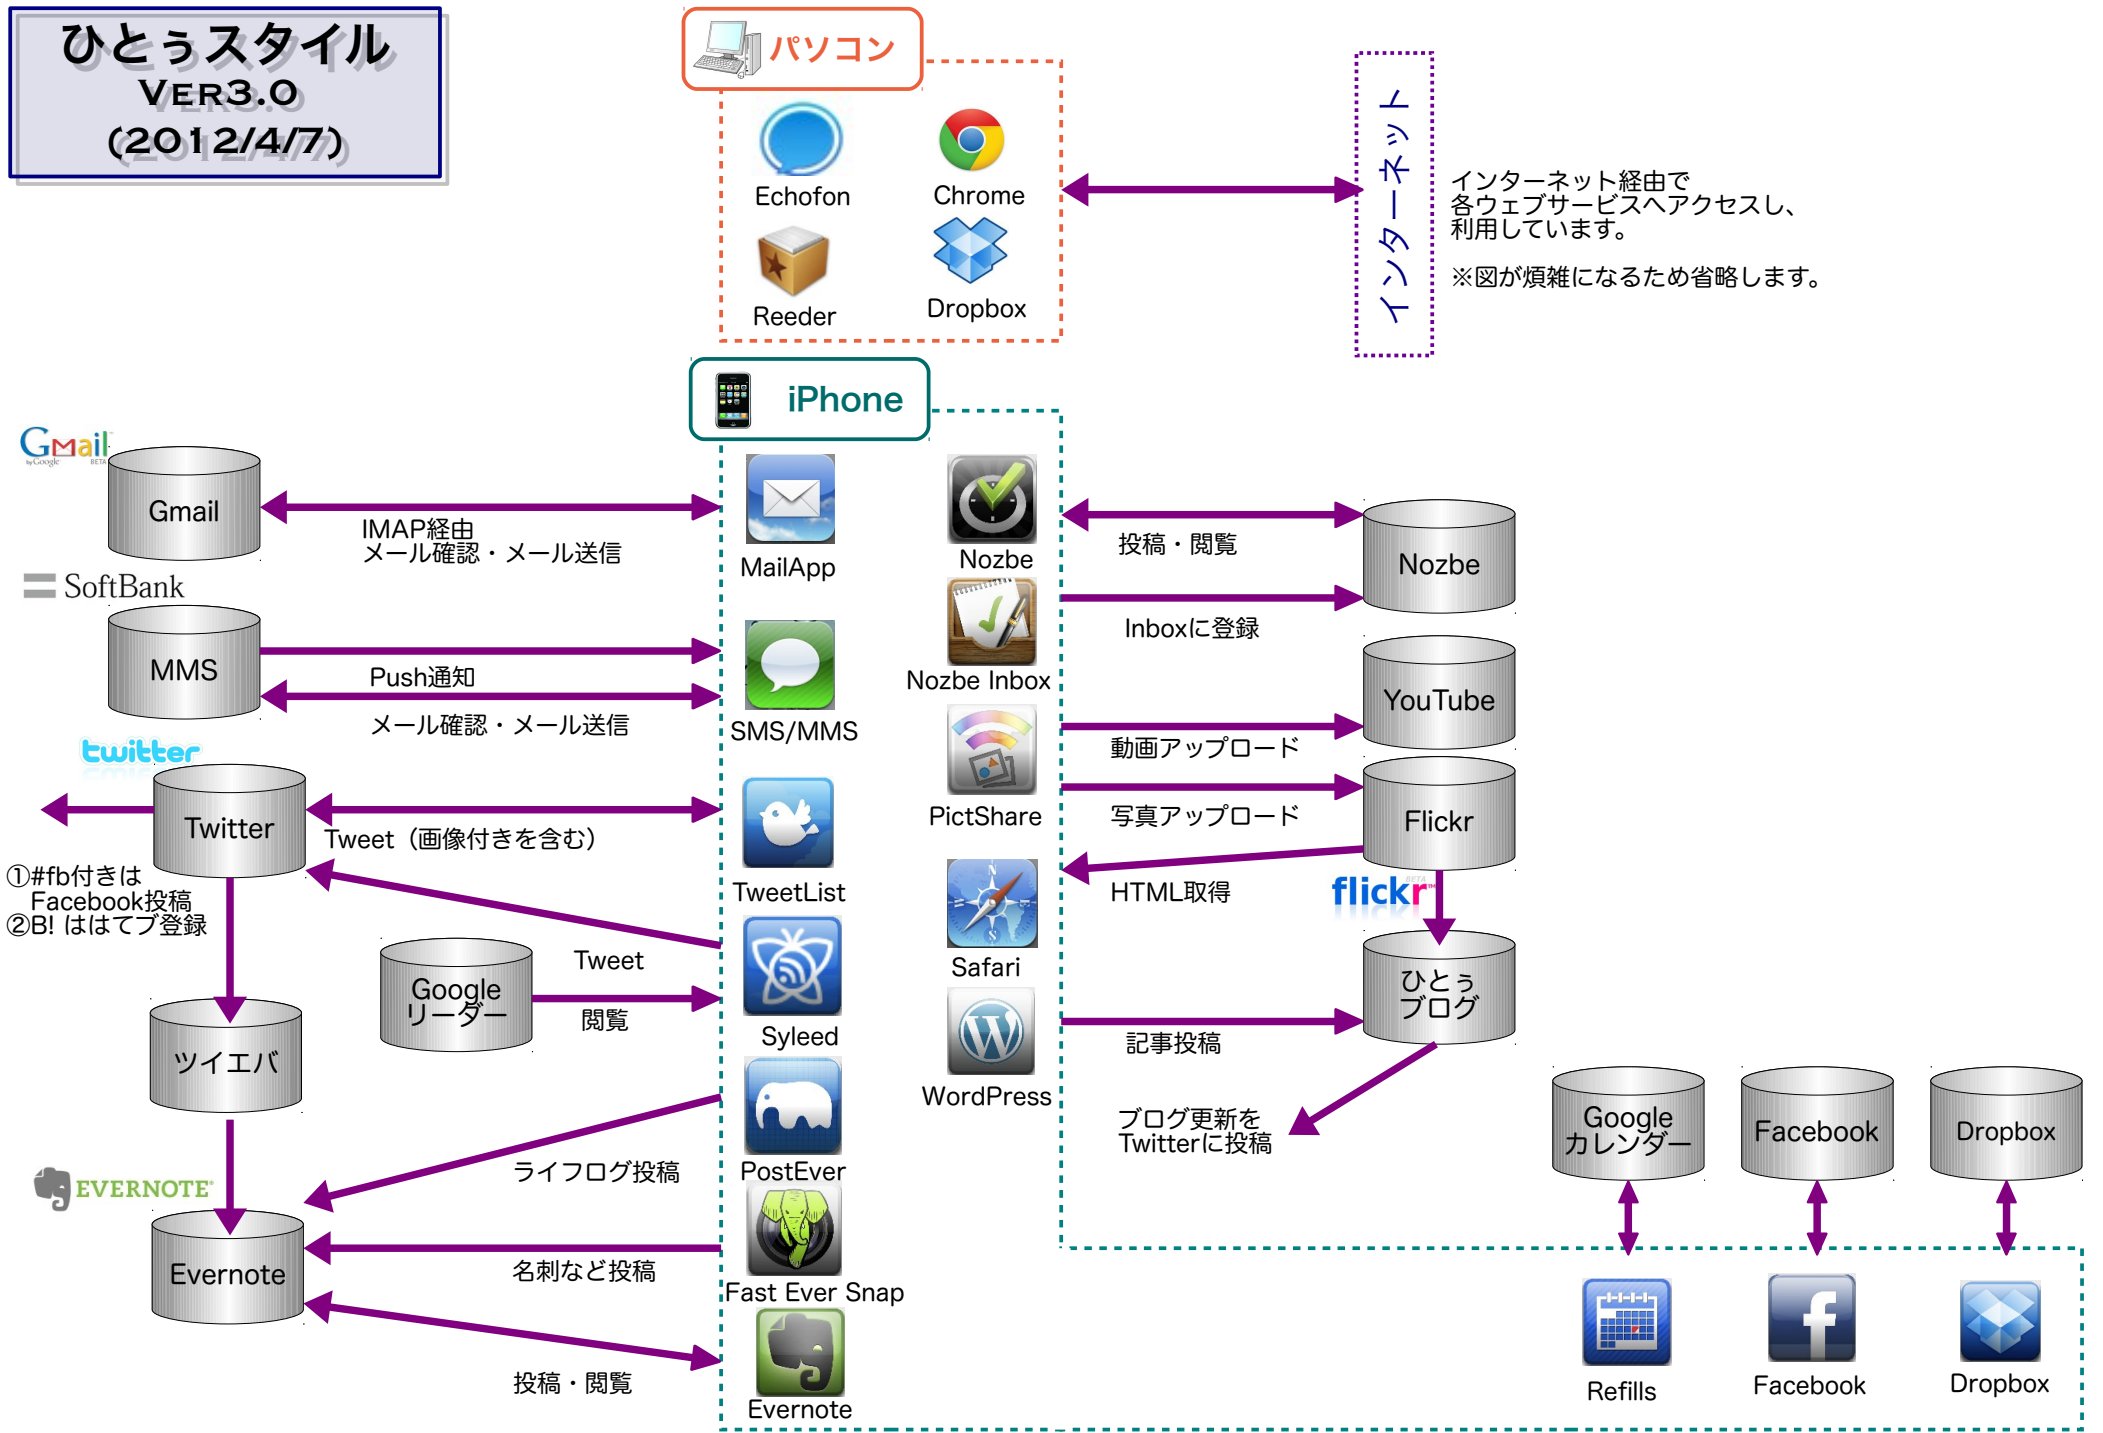 ひとぅスタイル
Ver3.0
(2012/4/7)
パソコン
Echofon
Chrome
Reeder
Dropbox
インターネット
インターネット経由で
各ウェブサービスへアクセスし、
利用しています。
※図が煩雑になるため省略します。
iPhone
Gmail
by Google
BETA
Gmail
IMAP経由
メール確認・メール送信
MailApp
Nozbe
投稿・閲覧
Nozbe
SoftBank
MMS
Push通知
メール確認・メール送信
SMS/MMS
Nozbe Inbox
Inboxに登録
YouTube
動画アップロード
PictShare
写真アップロード
Flickr
HTML取得
flickr
BETA
twitter
Twitter
Tweet（画像付きを含む）
TweetList
①#fb付きは
Facebook投稿
②B! ははてブ登録
Safari
ひとぅ
ブログ
Google
リーダー
Tweet
閲覧
Syleed
WordPress
記事投稿
ブログ更新を
Twitterに投稿
ツイエバ
ライフログ投稿
PostEver
EVERNOTE
Evernote
名刺など投稿
Fast Ever Snap
投稿・閲覧
Evernote
Google
カレンダー
Facebook
Dropbox
Refills
Facebook
Dropbox